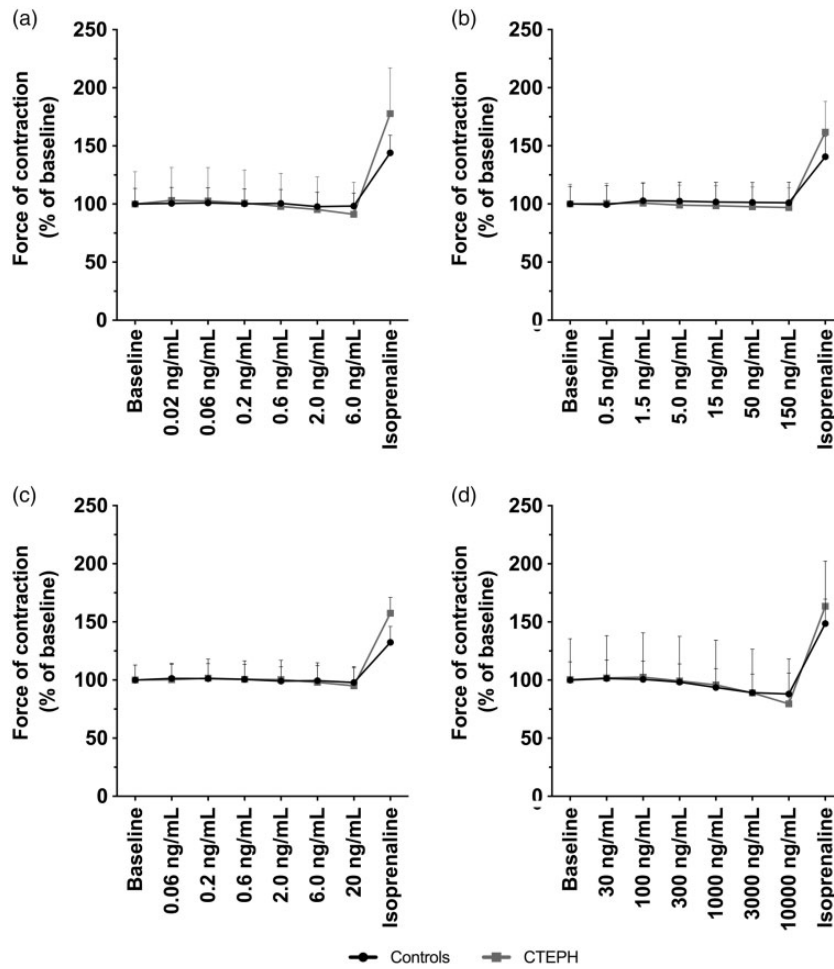 (a)
250
200
150
100
50
0
Force of contraction
(% of baseline)
Baseline
0.02 ng/mL
0.06 ng/mL
0.2 ng/mL
0.6 ng/mL
2.0 ng/mL
6.0 ng/mL
Isoprenaline
(b)
250
200
150
100
50
0
Force of contraction
(% of baseline)
Baseline
0.5 ng/mL
1.5 ng/mL
5.0 ng/mL
15 ng/mL
50 ng/mL
150 ng/mL
Isoprenaline
(c)
250
200
150
100
50
0
Force of contraction
(% of baseline)
Baseline
0.06 ng/mL
0.2 ng/mL
0.6 ng/mL
2.0 ng/mL
6.0 ng/mL
20 ng/mL
Isoprenaline
(d)
250
200
150
100
50
0
Force of contraction
(% of baseline)
Baseline
30 ng/mL
100 ng/mL
300 ng/mL
1000 ng/mL
3000 ng/mL
10000 ng/mL
Isoprenaline
Controls CTEPH